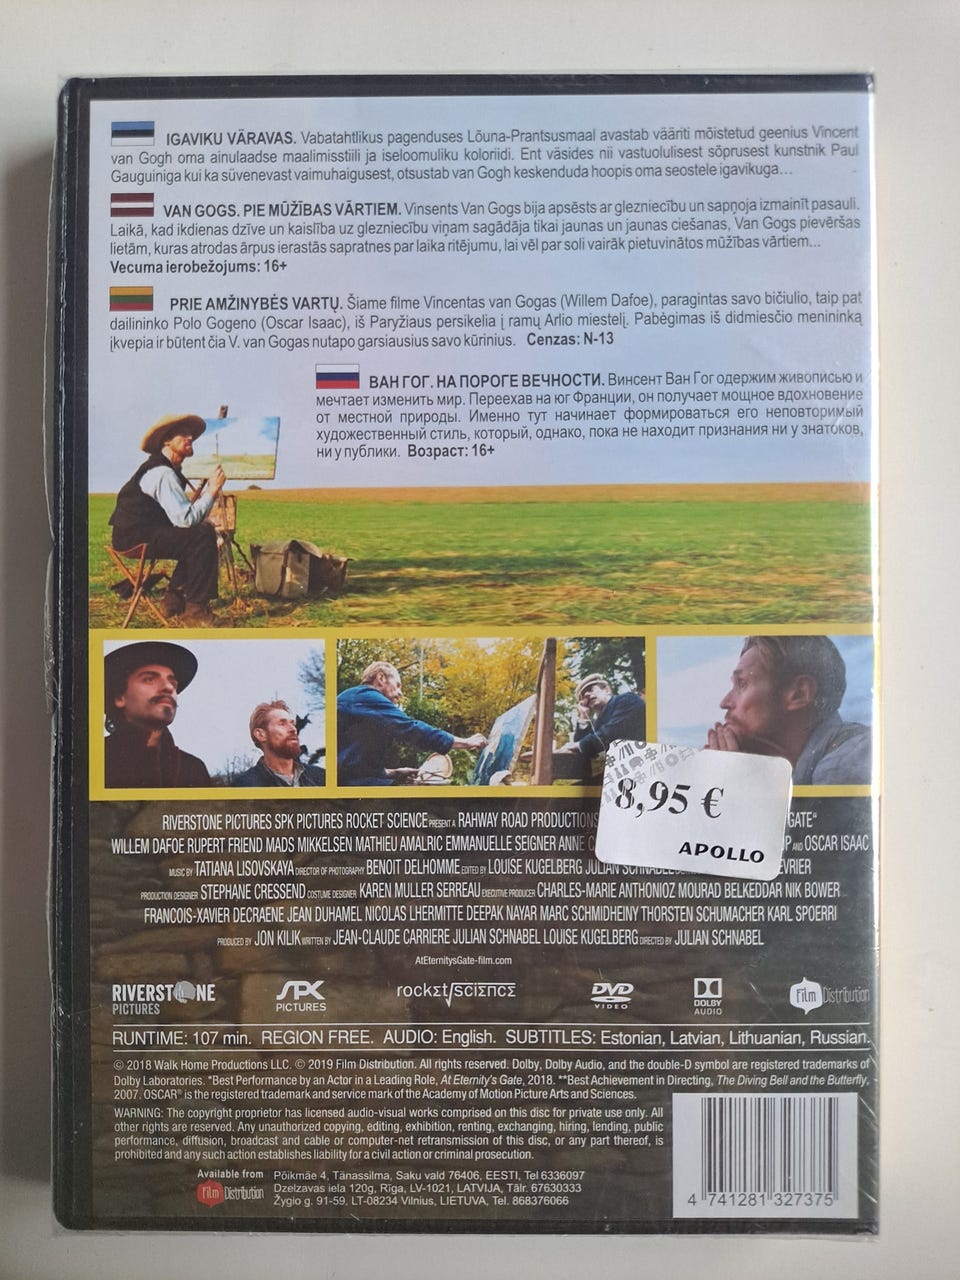 IGAVIKU VÄRAVAS. Vabatahtlikus pagenduses Lõuna-Prantsusmaal avastab vääriti mõistetud geenius Vincent
van Gogh oma ainulaadse maalimisstiili ja iseloomuliku koloriidi. Ent väsides nii vastuolulisest sõprusest kunstnik Paul
Gauguiniga kui ka süvenevast vaimuhaigusest, otsustab van Gogh keskenduda hoopis oma seostele igavikuga...
VAN GOGS. PIE MŪŽĪBAS VĀRTIEM. Vinsents Van Gogs bija apsēsts ar glezniecību un sapņoja izmainīt pasauli.
Laikā, kad ikdienas dzīve un kaislība uz glezniecību viņam sagādāja tikai jaunas un jaunas ciešanas, Van Gogs pievēršas
lietām, kuras atrodas ārpus ierastās sapratnes par laika ritējumu, lai vēl par soli vairāk pietuvinātos mūžības vārtiem...
Vecuma ierobežojums: 16+
PRIE AMŽINYBĖS VARTŲ. Šiame filme Vincentas van Gogas (Willem Dafoe), paragintas savo bičiulio, taip pat
dailininko Polo Gogeno (Oscar Isaac), iš Paryžiaus persikelia į ramų Arlio miestelį. Pabėgimas iš didmiesčio menininką
įkvepia ir būtent čia V. van Gogas nutapo garsiausius savo kūrinius. Cenzas: N-13
ВАН ГОГ. НА ПОРОГЕ ВЕЧНОСТИ. Винсент Ван Гог одержим живописью и
мечтает изменить мир. Переехав на юг Франции, он получает мощное вдохновение
от местной природы. Именно тут начинает формироваться его неповторимый
художественный стиль, который, однако, пока не находит признания ни у знатоков,
ни у публики. Возраст: 16+
8,95 €
APOLLO
RIVERSTONE PICTURES SPK PICTURES ROCKET SCIENCE PRESENT A RAHWAY ROAD PRODUCTIONS GATE"
WILLEM DAFOE RUPERT FRIEND MADS MIKKELSEN MATHIEU AMALRIC EMMANUELLE SEIGNER ANNE AND OSCAR ISAAC
MUSIC BY TATIANA LISOVSKAYA DIRECTOR OF PHOTOGRAPHY BENOIT DELHOMME EDITED BY LOUISE KUGELBERG JULIAN SCHNABEL
PRODUCTION DESIGNER STEPHANE CRESSEND COSTUME DESIGNER KAREN MULLER SERREAU EXECUTIVE PRODUCER CHARLES-MARIE ANTHONIOZ MOURAD BELKEDDAR NIK BOWER
FRANCOIS-XAVIER DECRAENE JEAN DUHAMEL NICOLAS LHERMITTE DEEPAK NAYAR MARC SCHMIDHEINY THORSTEN SCHUMACHER KARL SPOERRI
PRODUCED BY JON KILIK WRITTEN BY JEAN-CLAUDE CARRIERE JULIAN SCHNABEL LOUISE KUGELBERG DIRECTED BY JULIAN SCHNABEL
AtEternitysGate-film.com
RIVERSTONE PICTURES
SPK PICTURES
rocket science
DVD VIDEO
DOLBY AUDIO
Film Distribution
RUNTIME: 107 min. REGION FREE. AUDIO: English. SUBTITLES: Estonian, Latvian, Lithuanian, Russian.
© 2018 Walk Home Productions LLC. © 2019 Film Distribution. All rights reserved. Dolby, Dolby Audio, and the double-D symbol are registered trademarks of
Dolby Laboratories. *Best Performance by an Actor in a Leading Role, At Eternity's Gate, 2018. **Best Achievement in Directing, The Diving Bell and the Butterfly,
2007. OSCAR® is the registered trademark and service mark of the Academy of Motion Picture Arts and Sciences.
WARNING: The copyright proprietor has licensed audio-visual works comprised on this disc for private use only. All
other rights are reserved. Any unauthorized copying, editing, exhibition, renting, exchanging, hiring, lending, public
performance, diffusion, broadcast and cable or computer-net retransmission of this disc, or any part thereof, is
prohibited and any such action establishes liability for a civil action or criminal prosecution.
Available from
Film Distribution
Põikmäe 4, Tänassilma, Saku vald 76406, EESTI, Tel 6336097
Dzelzavas iela 120g, Rīga, LV-1021, LATVIJA, Tālr. 67630333
Žygio g. 91-59, LT-08234 Vilnius, LIETUVA, Tel. 868376066
4 741281 327375